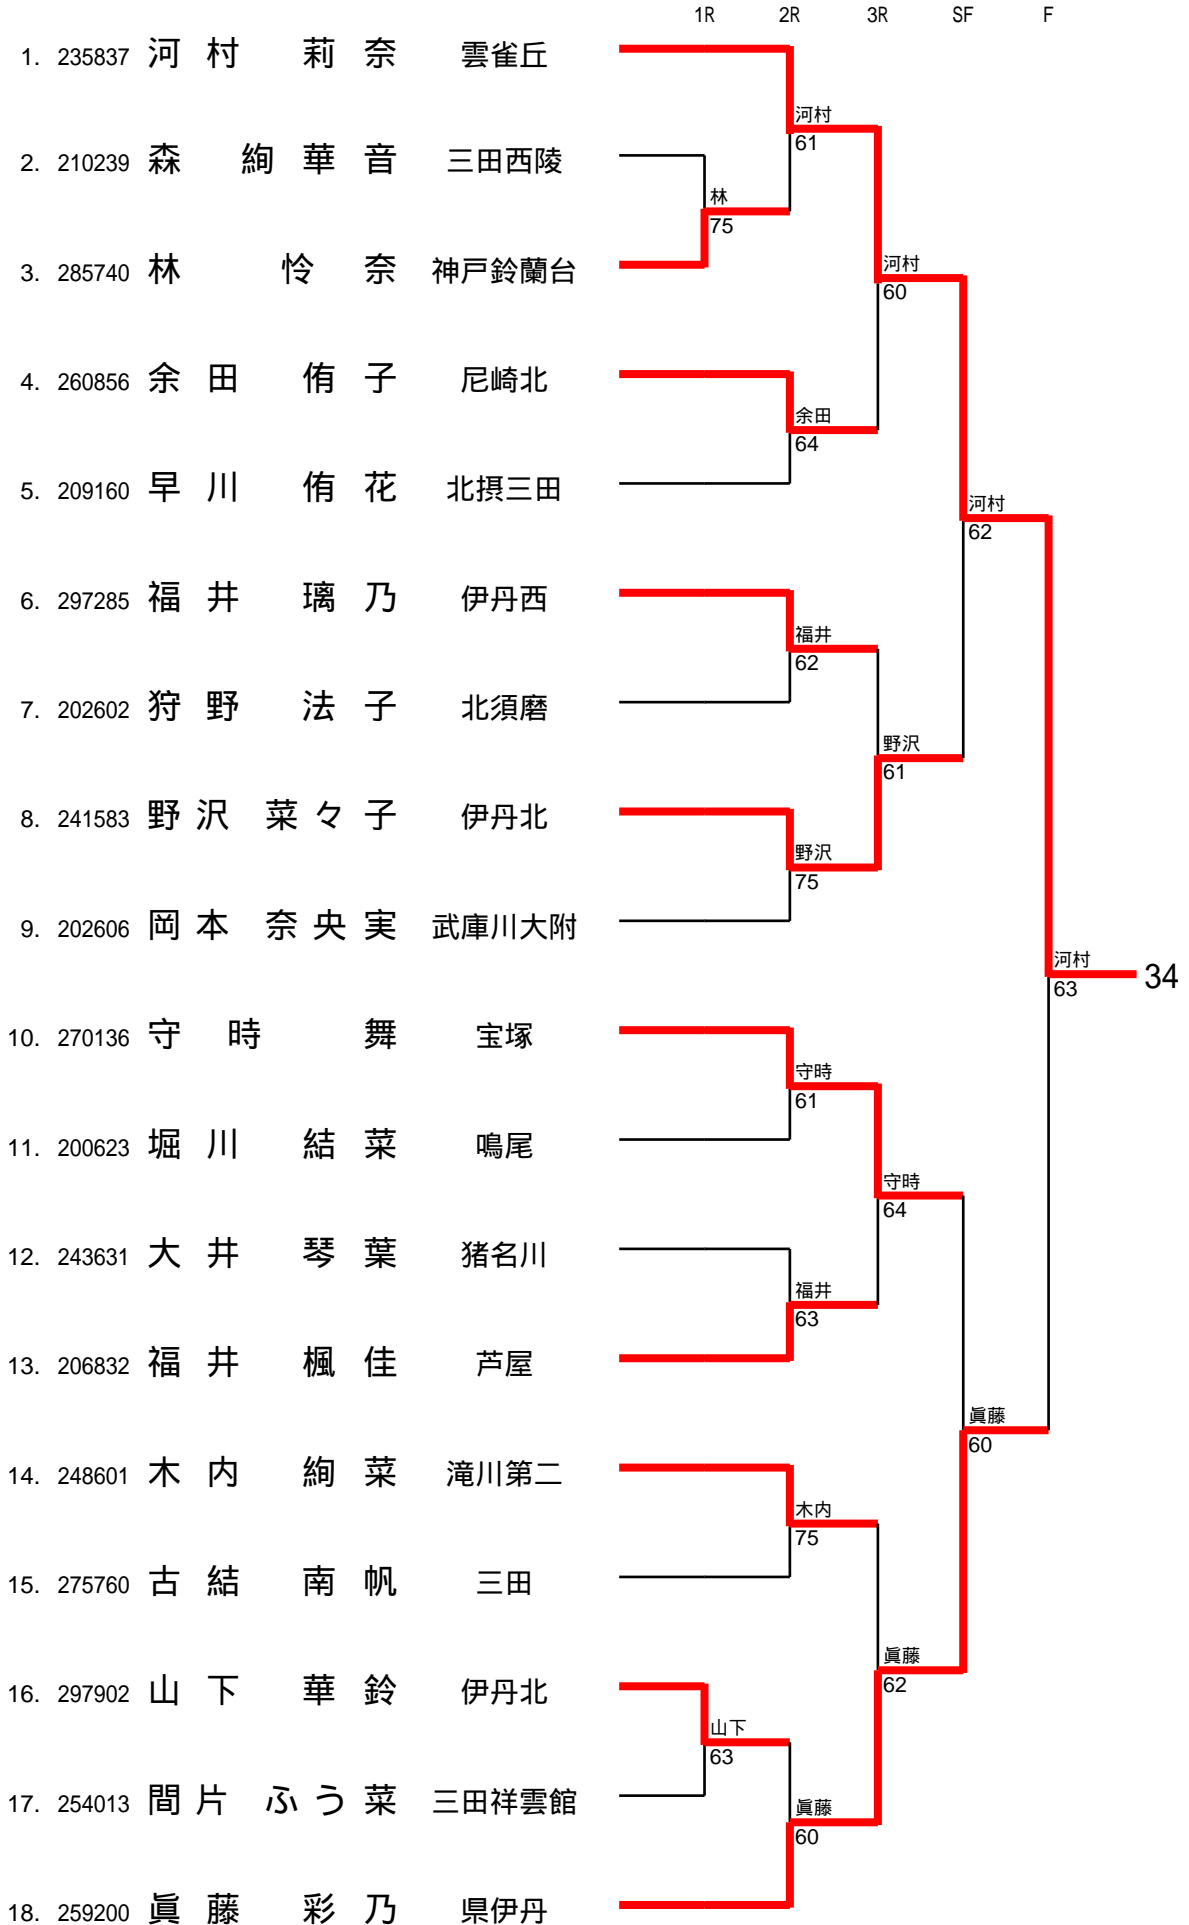 1R 2R 3R SF F
1. 235837 河村 莉奈 雲雀丘
河村
61
2. 210239 森 絢華音 三田西陵
林
75
3. 285740 林 怜奈 神戸鈴蘭台
河村
60
4. 260856 余田 侑子 尼崎北
余田
64
5. 209160 早川 侑花 北摂三田
河村
62
6. 297285 福井 璃乃 伊丹西
福井
62
7. 202602 狩野 法子 北須磨
野沢
61
8. 241583 野沢 菜々子 伊丹北
野沢
75
9. 202606 岡本 奈央実 武庫川大附
河村
63
34
10. 270136 守時 舞 宝塚
守時
61
11. 200623 堀川 結菜 鳴尾
守時
64
12. 243631 大井 琴葉 猪名川
福井
63
13. 206832 福井 楓佳 芦屋
眞藤
60
14. 248601 木内 絢菜 滝川第二
木内
75
15. 275760 古結 南帆 三田
眞藤
62
16. 297902 山下 華鈴 伊丹北
山下
63
17. 254013 間片 ふう菜 三田祥雲館
眞藤
60
18. 259200 眞藤 彩乃 県伊丹